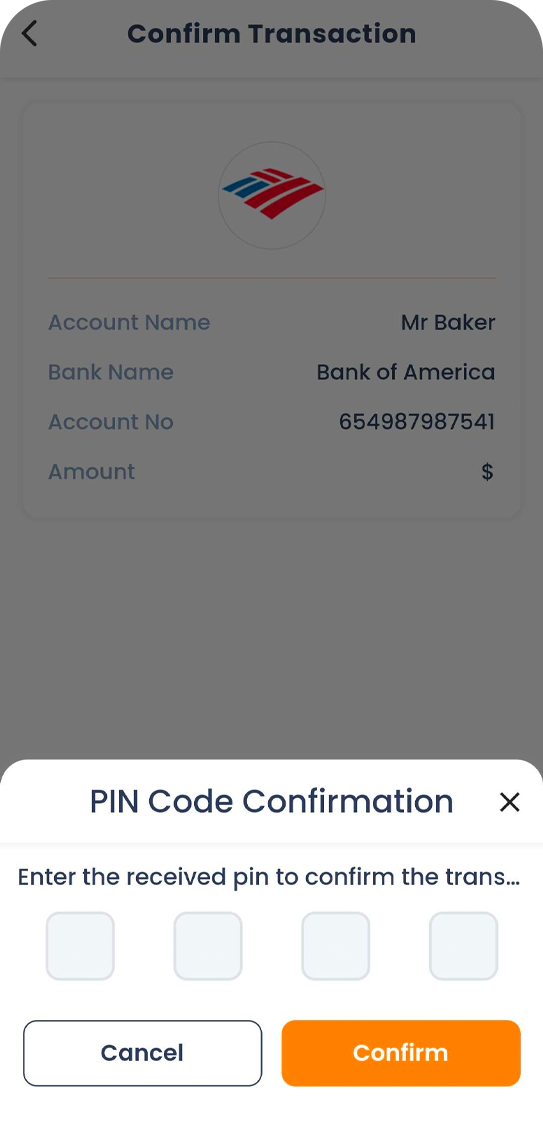 Confirm Transaction
Account Name Mr Baker
Bank Name Bank of America
Account No 654987987541
Amount $
PIN Code Confirmation
Enter the received pin to confirm the trans...
Cancel Confirm